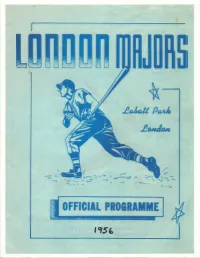 LONDON MAJORS
Labatt Park
London
OFFICIAL PROGRAMME
1956